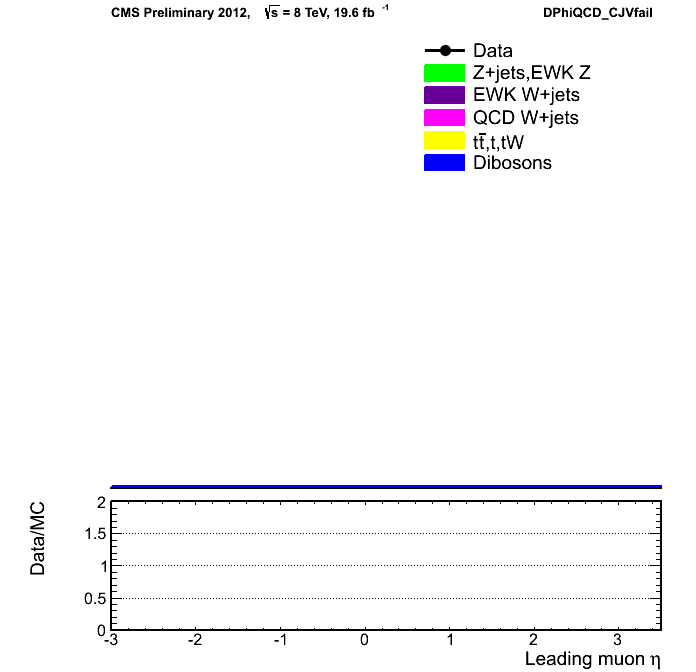 CMS Preliminary 2012, √s = 8 TeV, 19.6 fb⁻¹ DPhiQCD_CJVfail
Data
Z+jets,EWK Z
EWK W+jets
QCD W+jets
tt̅,t,tW
Dibosons
Data/MC
2
1.5
1
0.5
0
-3 -2 -1 0 1 2 3
Leading muon η